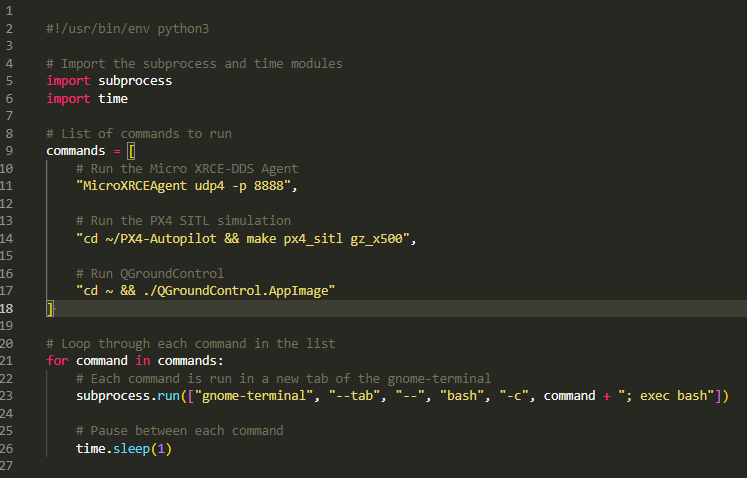 1
2 #!/usr/bin/env python3
3
4 # Import the subprocess and time modules
5 import subprocess
6 import time
7
8 # List of commands to run
9 commands = [
10     # Run the Micro XRCE-DDS Agent
11     "MicroXRCEAgent udp4 -p 8888",
12
13     # Run the PX4 SITL simulation
14     "cd ~/PX4-Autopilot && make px4_sitl gz_x500",
15
16     # Run QGroundControl
17     "cd ~ && ./QGroundControl.AppImage"
18 ]
19
20 # Loop through each command in the list
21 for command in commands:
22     # Each command is run in a new tab of the gnome-terminal
23     subprocess.run(["gnome-terminal", "--tab", "--", "bash", "-c", command + "; exec bash"])
24
25     # Pause between each command
26     time.sleep(1)
27